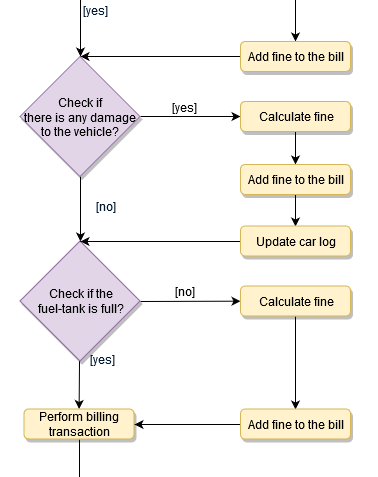 [yes]
Add fine to the bill
Check if
there is any damage
to the vehicle?
[yes]
Calculate fine
Add fine to the bill
[no]
Update car log
Check if the
fuel-tank is full?
[no]
Calculate fine
[yes]
Perform billing
transaction
Add fine to the bill